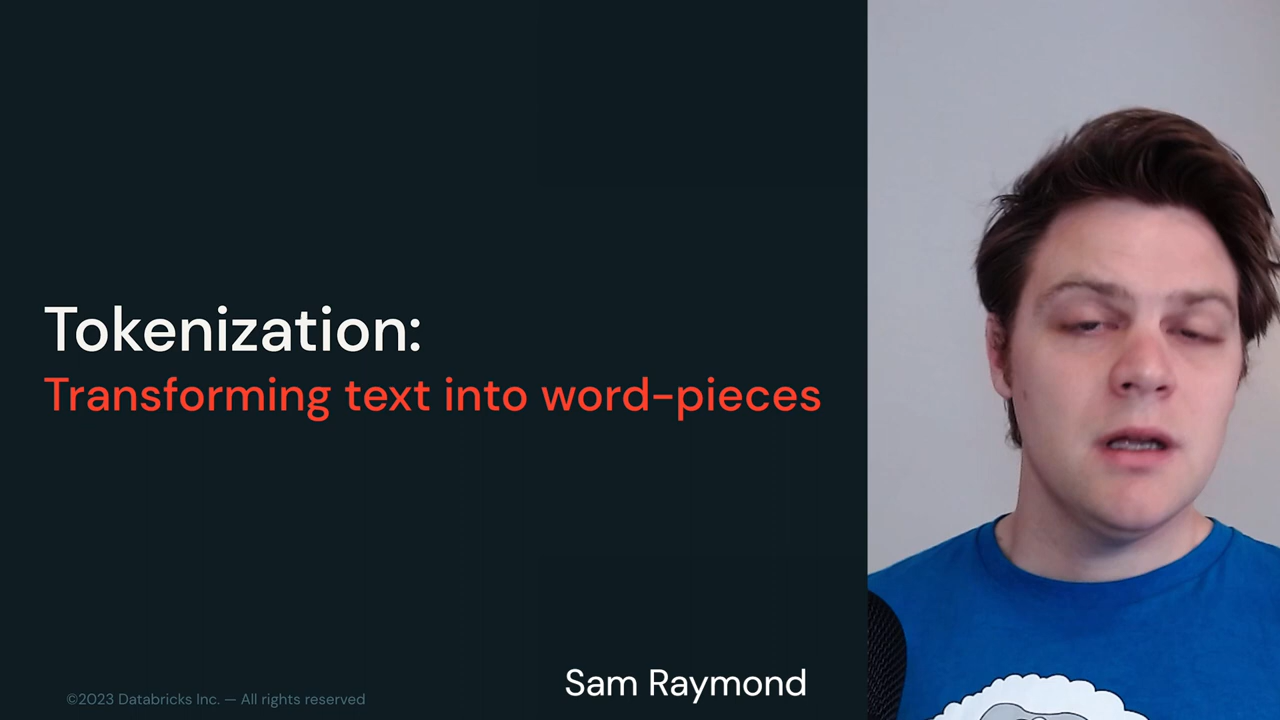 Tokenization:
Transforming text into word-pieces
Sam Raymond
©2023 Databricks Inc. — All rights reserved